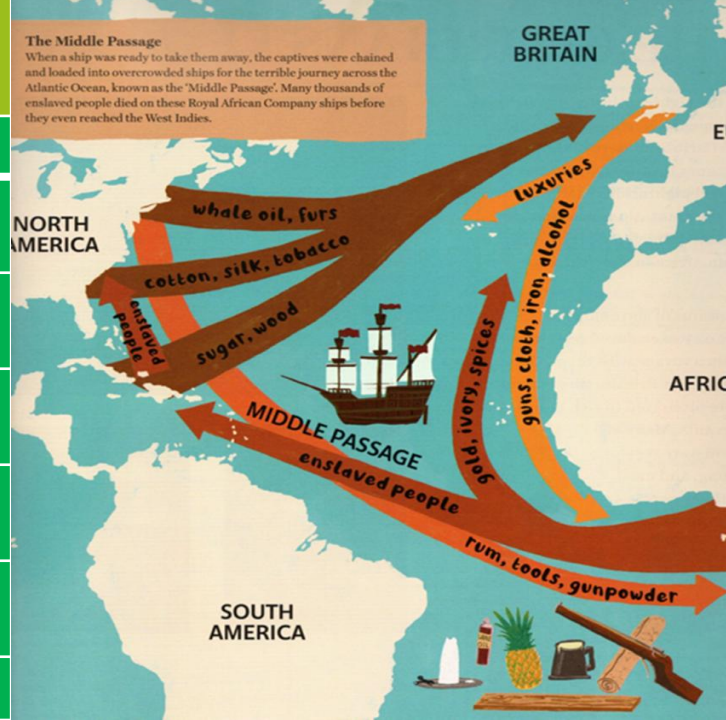 The Middle Passage
When a ship was ready to take them away, the captives were chained
and loaded into overcrowded ships for the terrible journey across the
Atlantic Ocean, known as the 'Middle Passage'. Many thousands of
enslaved people died on these Royal African Company ships before
they even reached the West Indies.
GREAT
BRITAIN
E
luxuries
whale oil, furs
NORTH
AMERICA
cotton, silk, tobacco
guns, cloth, iron, alcohol
enslaved
people
sugar, wood
gold, ivory, spices
AFRIC
MIDDLE PASSAGE
enslaved people
rum, tools, gunpowder
SOUTH
AMERICA